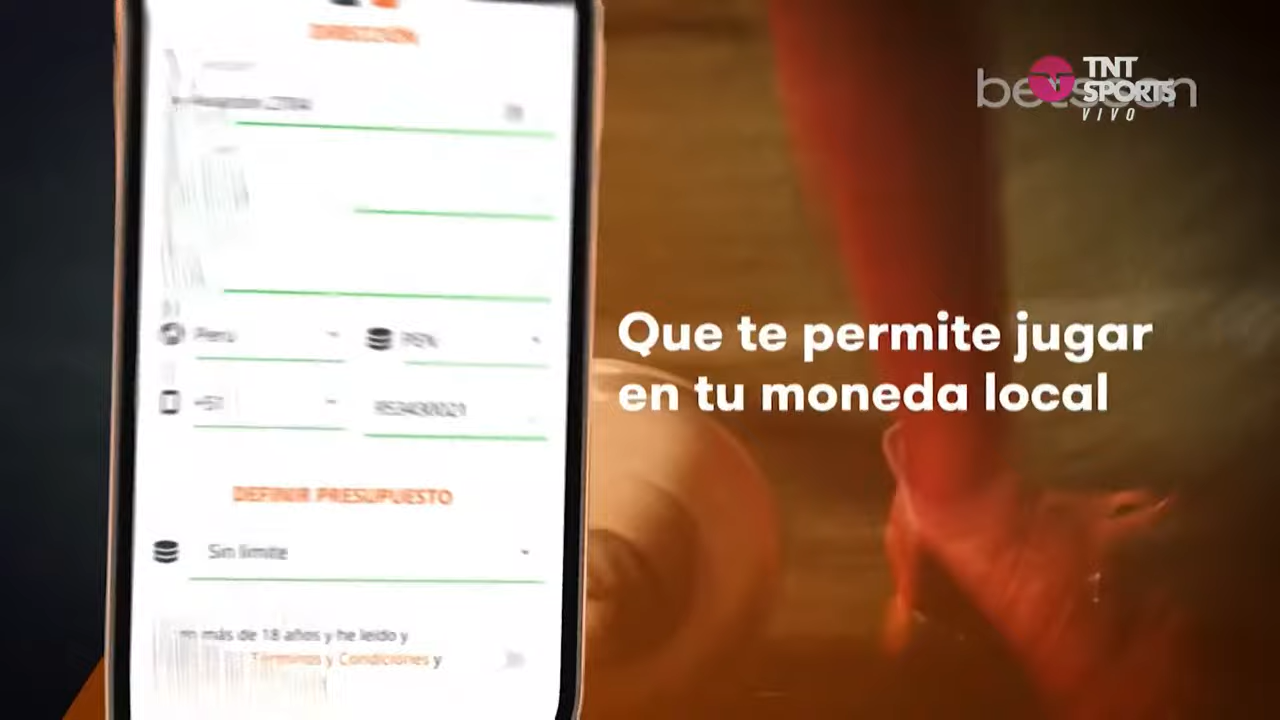 betsson
TNT
SPORTS
VIVO
DIRECCIÓN
Perú
PEN
+51
Que te permite jugar
en tu moneda local
DEFINIR PRESUPUESTO
Sin límite
más de 18 años y he leído y
Términos y Condiciones y